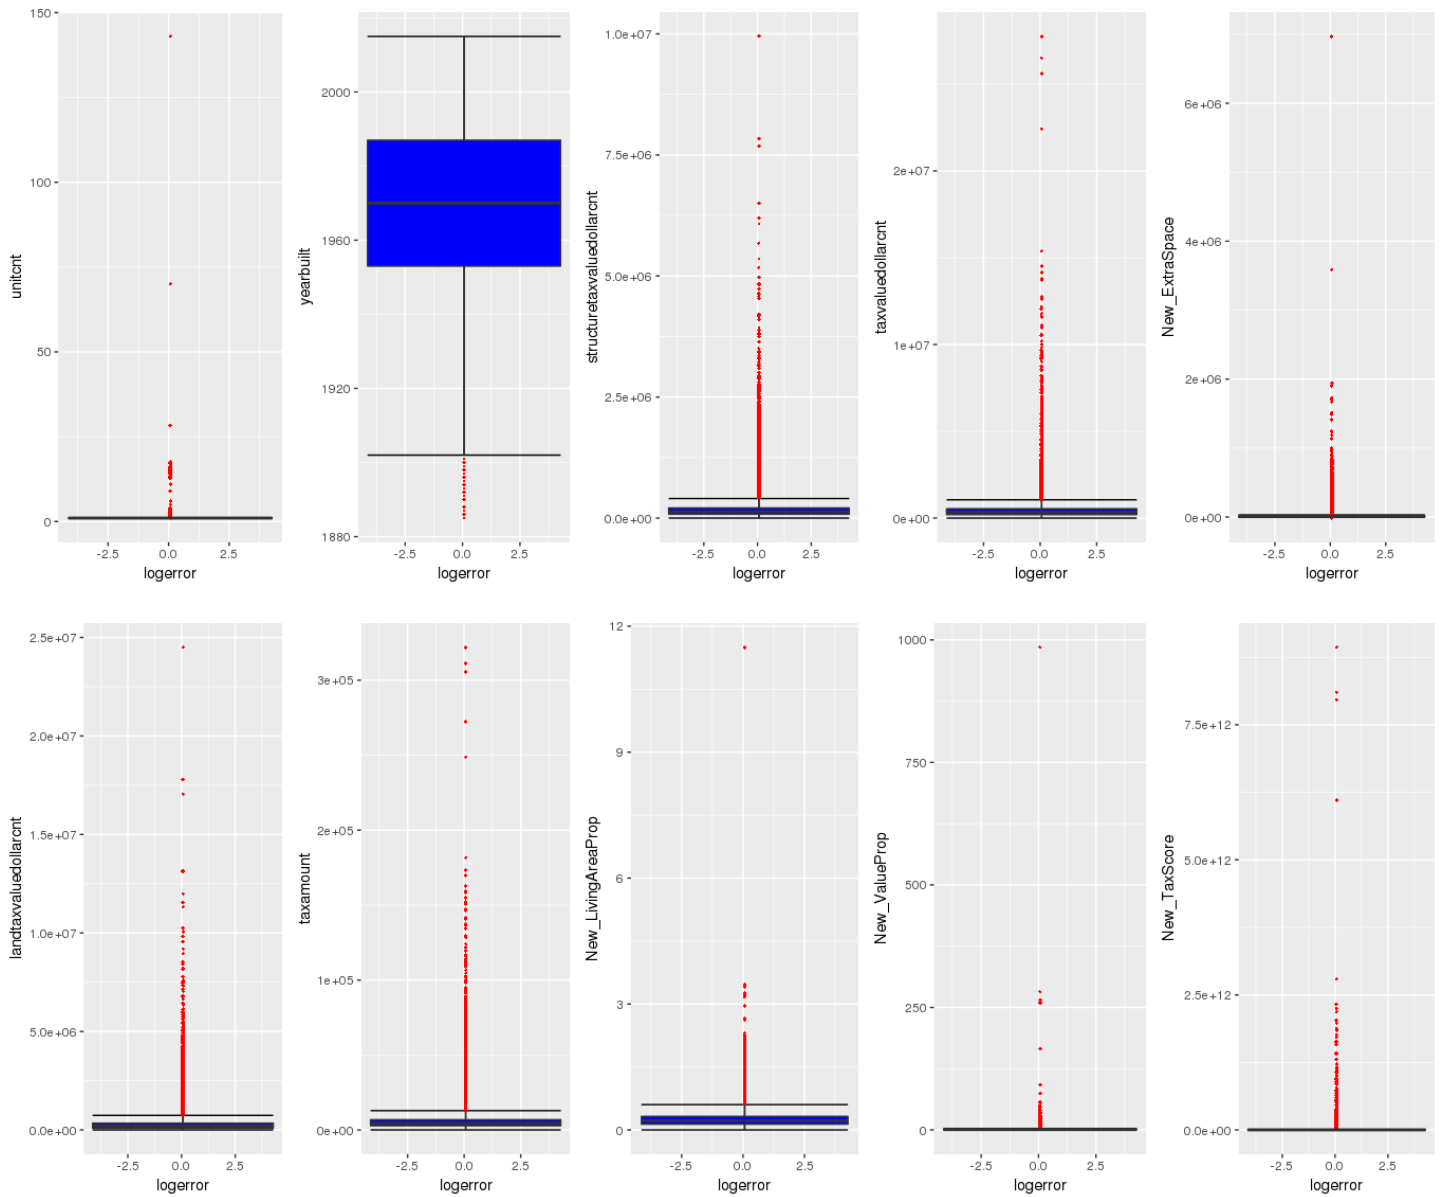 unitcnt
150
100
50
0
-2.5 0.0 2.5
logerror
yearbuilt
2000
1960
1920
1880
-2.5 0.0 2.5
logerror
structuretaxvaluedollarcnt
1.0e+07
7.5e+06
5.0e+06
2.5e+06
0.0e+00
-2.5 0.0 2.5
logerror
taxvaluedollarcnt
2e+07
1e+07
0e+00
-2.5 0.0 2.5
logerror
New_ExtraSpace
6e+06
4e+06
2e+06
0e+00
-2.5 0.0 2.5
logerror
landtaxvaluedollarcnt
2.5e+07
2.0e+07
1.5e+07
1.0e+07
5.0e+06
0.0e+00
-2.5 0.0 2.5
logerror
taxamount
3e+05
2e+05
1e+05
0e+00
-2.5 0.0 2.5
logerror
New_LivingAreaProp
12
9
6
3
0
-2.5 0.0 2.5
logerror
New_ValueProp
1000
750
500
250
0
-2.5 0.0 2.5
logerror
New_TaxScore
7.5e+12
5.0e+12
2.5e+12
0.0e+00
-2.5 0.0 2.5
logerror